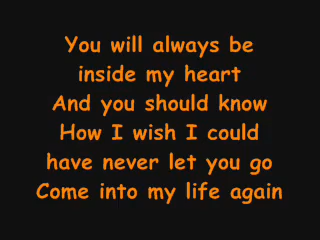 You will always be
inside my heart
And you should know
How I wish I could
have never let you go
Come into my life again